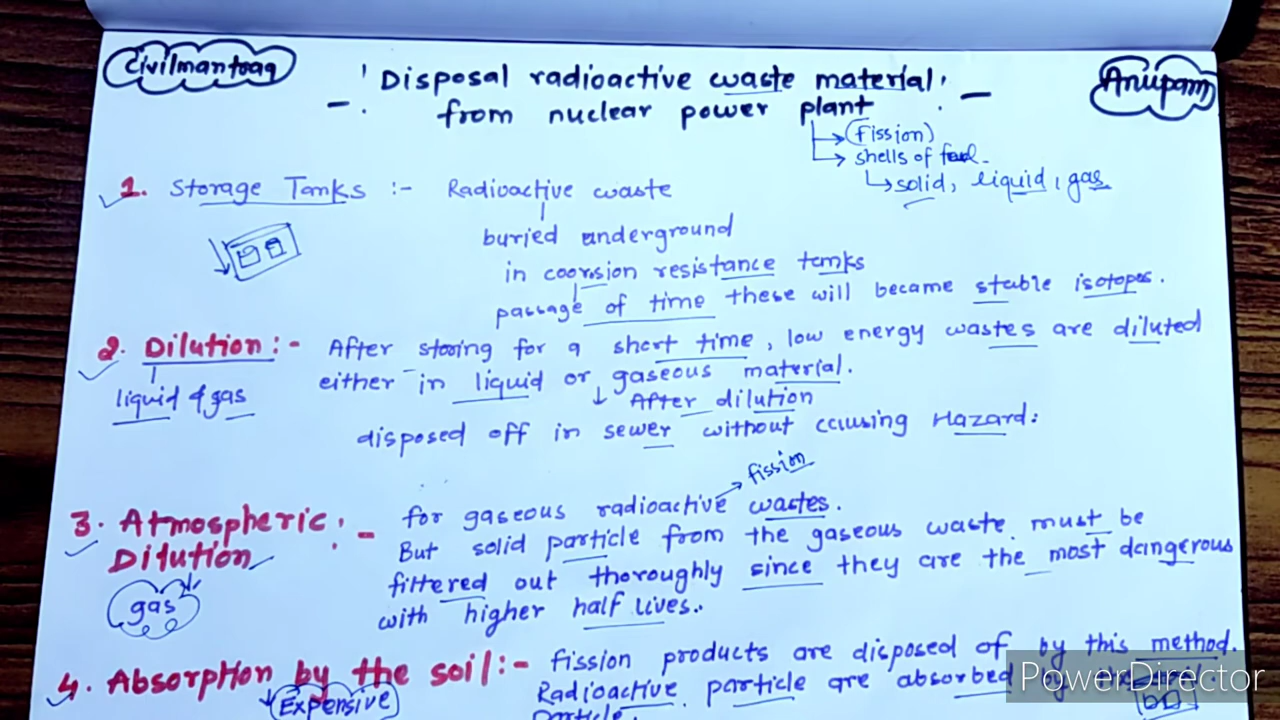 Civilmantraa
'Disposal radioactive waste material'
from nuclear power plant
Anupam
(fission)
shells of fuel
solid, liquid, gas
1. Storage Tanks :- Radioactive waste
buried underground
in coorsion resistance tanks
passage of time these will became stable isotopes.
2. Dilution :- After storing for a short time, low energy wastes are diluted
either in liquid or gaseous material.
liquid & gas
After dilution
disposed off in sewer without causing Hazard:
fission
3. Atmospheric :- for gaseous radioactive wastes.
Dilution
But solid particle from the gaseous waste must be
filtered out thoroughly since they are the most dangerous
with higher half lives.
gas
4. Absorption by the soil :- fission products are disposed of by this method.
Expensive
Radioactive particle are absorbed by
particle.
PowerDirector